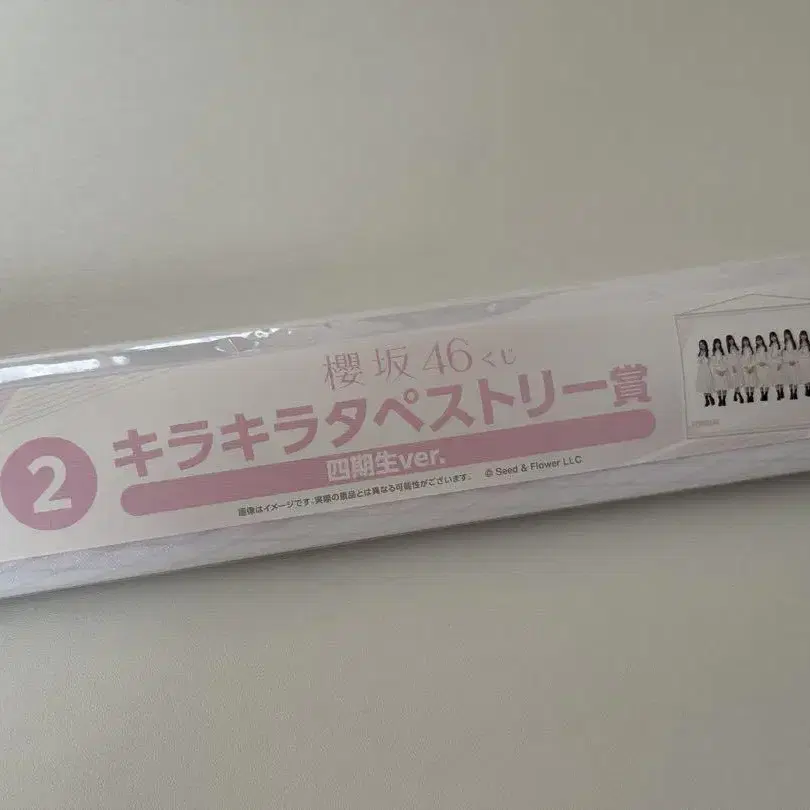 櫻坂46くじ
2
キラキラタペストリー賞
四期生ver.
画像はイメージです。実際の賞品とは異なる可能性がございます。
© Seed & Flower LLC